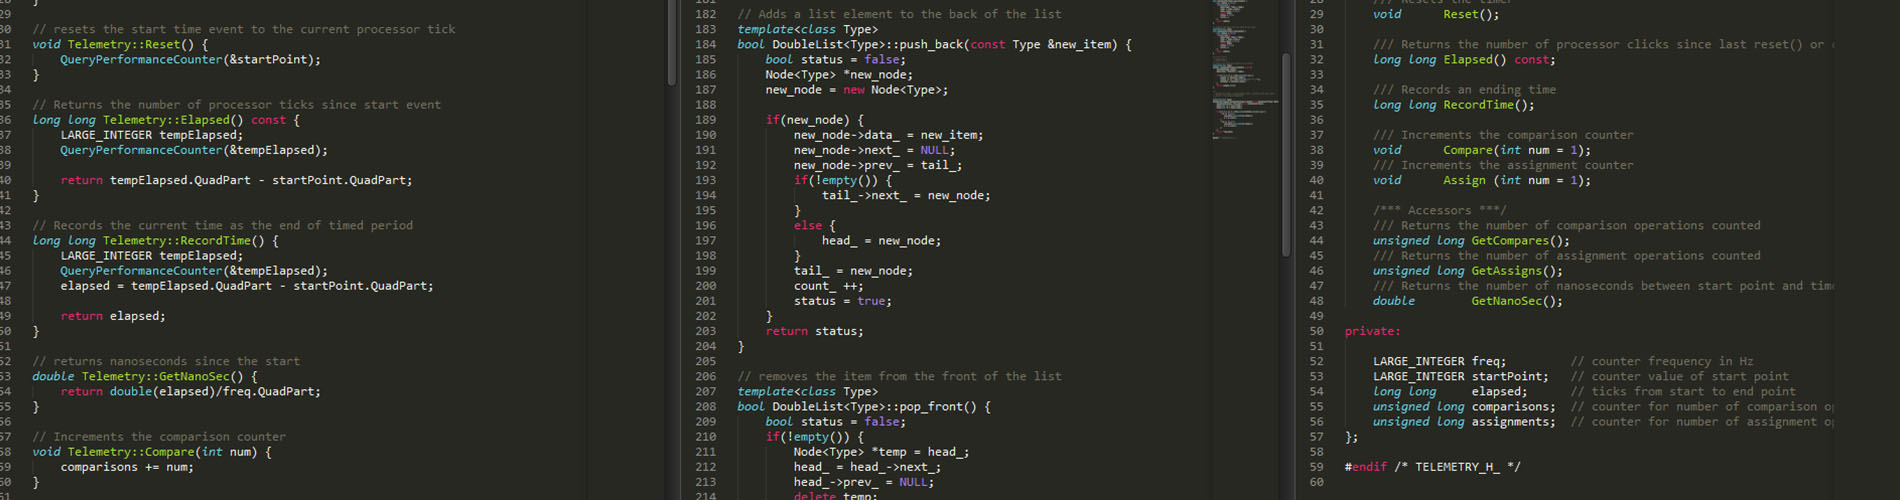 29 }
30 // resets the start time event to the current processor tick
31 void Telemetry::Reset() {
32 QueryPerformanceCounter(&startPoint);
33 }
34
35 // Returns the number of processor ticks since start event
36 long long Telemetry::Elapsed() const {
37 LARGE_INTEGER tempElapsed;
38 QueryPerformanceCounter(&tempElapsed);
39
40 return tempElapsed.QuadPart - startPoint.QuadPart;
41 }
42
43 // Records the current time as the end of timed period
44 long long Telemetry::RecordTime() {
45 LARGE_INTEGER tempElapsed;
46 QueryPerformanceCounter(&tempElapsed);
47 elapsed = tempElapsed.QuadPart - startPoint.QuadPart;
48
49 return elapsed;
50 }
51
52 // returns nanoseconds since the start
53 double Telemetry::GetNanoSec() {
54 return double(elapsed)/freq.QuadPart;
55 }
56
57 // Increments the comparison counter
58 void Telemetry::Compare(int num) {
59 comparisons += num;
60 }
61
182 // Adds a list element to the back of the list
183 template<class Type>
184 bool DoubleList<Type>::push_back(const Type &new_item) {
185 bool status = false;
186 Node<Type> *new_node;
187 new_node = new Node<Type>;
188
189 if(new_node) {
190 new_node->data_ = new_item;
191 new_node->next_ = NULL;
192 new_node->prev_ = tail_;
193 if(!empty()) {
194 tail_->next_ = new_node;
195 }
196 else {
197 head_ = new_node;
198 }
199 tail_ = new_node;
200 count_ ++;
201 status = true;
202 }
203 return status;
204 }
205
206 // removes the item from the front of the list
207 template<class Type>
208 bool DoubleList<Type>::pop_front() {
209 bool status = false;
210 if(!empty()) {
211 Node<Type> *temp = head_;
212 head_ = head_->next_;
213 head_->prev_ = NULL;
214 delete temp;
28 /// Resets the timer
29 void Reset();
30
31 /// Returns the number of processor clicks since last reset() or
32 long long Elapsed() const;
33
34 /// Records an ending time
35 long long RecordTime();
36
37 /// Increments the comparison counter
38 void Compare(int num = 1);
39 /// Increments the assignment counter
40 void Assign (int num = 1);
41
42 /*** Accessors ***/
43 /// Returns the number of comparison operations counted
44 unsigned long GetCompares();
45 /// Returns the number of assignment operations counted
46 unsigned long GetAssigns();
47 /// Returns the number of nanoseconds between start point and time
48 double GetNanoSec();
49
50 private:
51
52 LARGE_INTEGER freq; // counter frequency in Hz
53 LARGE_INTEGER startPoint; // counter value of start point
54 long long elapsed; // ticks from start to end point
55 unsigned long comparisons; // counter for number of comparison op
56 unsigned long assignments; // counter for number of assignment op
57 };
58
59 #endif /* TELEMETRY_H_ */
60